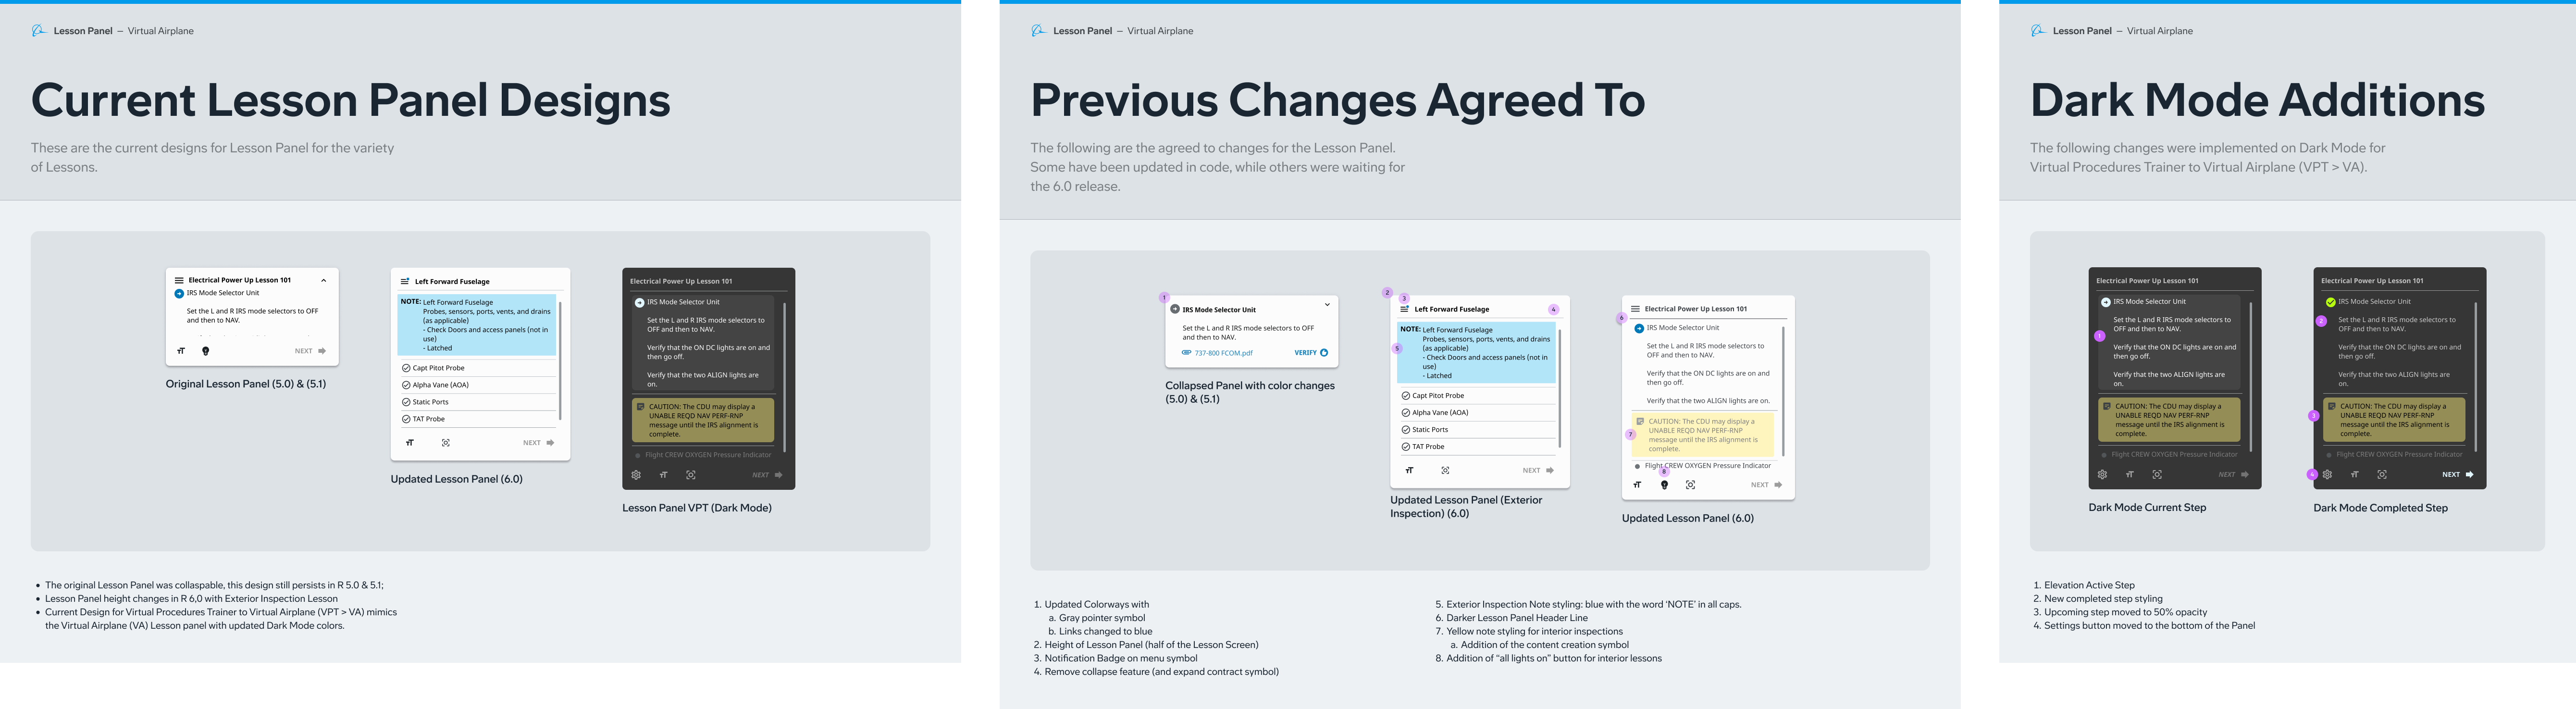 Lesson Panel – Virtual Airplane
Current Lesson Panel Designs
These are the current designs for Lesson Panel for the variety
of Lessons.
Electrical Power Up Lesson 101
IRS Mode Selector Unit
Set the L and R IRS mode selectors to OFF
and then to NAV.
NEXT
Original Lesson Panel (5.0) & (5.1)
Left Forward Fuselage
NOTE: Left Forward Fuselage
Probes, sensors, ports, vents, and drains
(as applicable)
- Check Doors and access panels (not in
use)
- Latched
Capt Pitot Probe
Alpha Vane (AOA)
Static Ports
TAT Probe
NEXT
Updated Lesson Panel (6.0)
Electrical Power Up Lesson 101
IRS Mode Selector Unit
Set the L and R IRS mode selectors to
OFF and then to NAV.
Verify that the ON DC lights are on and
then go off.
Verify that the two ALIGN lights are
on.
CAUTION: The CDU may display a
UNABLE REQD NAV PERF-RNP
message until the IRS alignment is
complete.
Flight CREW OXYGEN Pressure Indicator
NEXT
Lesson Panel VPT (Dark Mode)
• The original Lesson Panel was collaspable, this design still persists in R 5.0 & 5.1;
• Lesson Panel height changes in R 6,0 with Exterior Inspection Lesson
• Current Design for Virtual Procedures Trainer to Virtual Airplane (VPT > VA) mimics
the Virtual Airplane (VA) Lesson panel with updated Dark Mode colors.
Lesson Panel – Virtual Airplane
Previous Changes Agreed To
The following are the agreed to changes for the Lesson Panel.
Some have been updated in code, while others were waiting for
the 6.0 release.
1
IRS Mode Selector Unit
Set the L and R IRS mode selectors to OFF
and then to NAV.
737-800 FCOM.pdf
VERIFY
Collapsed Panel with color changes
(5.0) & (5.1)
2
3
Left Forward Fuselage
4
NOTE: Left Forward Fuselage
Probes, sensors, ports, vents, and drains
(as applicable)
5
- Check Doors and access panels (not in
use)
- Latched
Capt Pitot Probe
Alpha Vane (AOA)
Static Ports
TAT Probe
NEXT
Updated Lesson Panel (Exterior
Inspection) (6.0)
Electrical Power Up Lesson 101
6
IRS Mode Selector Unit
Set the L and R IRS mode selectors to
OFF and then to NAV.
Verify that the ON DC lights are on and
then go off.
Verify that the two ALIGN lights are on.
CAUTION: The CDU may display a
UNABLE REQD NAV PERF-RNP
7
message until the IRS alignment is
complete.
Flight CREW OXYGEN Pressure Indicator
8
NEXT
Updated Lesson Panel (6.0)
1. Updated Colorways with
a. Gray pointer symbol
b. Links changed to blue
2. Height of Lesson Panel (half of the Lesson Screen)
3. Notification Badge on menu symbol
4. Remove collapse feature (and expand contract symbol)
5. Exterior Inspection Note styling: blue with the word ‘NOTE’ in all caps.
6. Darker Lesson Panel Header Line
7. Yellow note styling for interior inspections
a. Addition of the content creation symbol
8. Addition of “all lights on” button for interior lessons
Lesson Panel – Virtual Airplane
Dark Mode Additions
The following changes were implemented on Dark Mode for
Virtual Procedures Trainer to Virtual Airplane (VPT > VA).
Electrical Power Up Lesson 101
IRS Mode Selector Unit
Set the L and R IRS mode selectors to
OFF and then to NAV.
1
Verify that the ON DC lights are on and
then go off.
Verify that the two ALIGN lights are
on.
CAUTION: The CDU may display a
UNABLE REQD NAV PERF-RNP
message until the IRS alignment is
complete.
Flight CREW OXYGEN Pressure Indicator
NEXT
Dark Mode Current Step
Electrical Power Up Lesson 101
IRS Mode Selector Unit
2
Set the L and R IRS mode selectors to
OFF and then to NAV.
Verify that the ON DC lights are on and
then go off.
Verify that the two ALIGN lights are
on.
3
CAUTION: The CDU may display a
UNABLE REQD NAV PERF-RNP
message until the IRS alignment is
complete.
Flight CREW OXYGEN Pressure Indicator
4
NEXT
Dark Mode Completed Step
1. Elevation Active Step
2. New completed step styling
3. Upcoming step moved to 50% opacity
4. Settings button moved to the bottom of the Panel